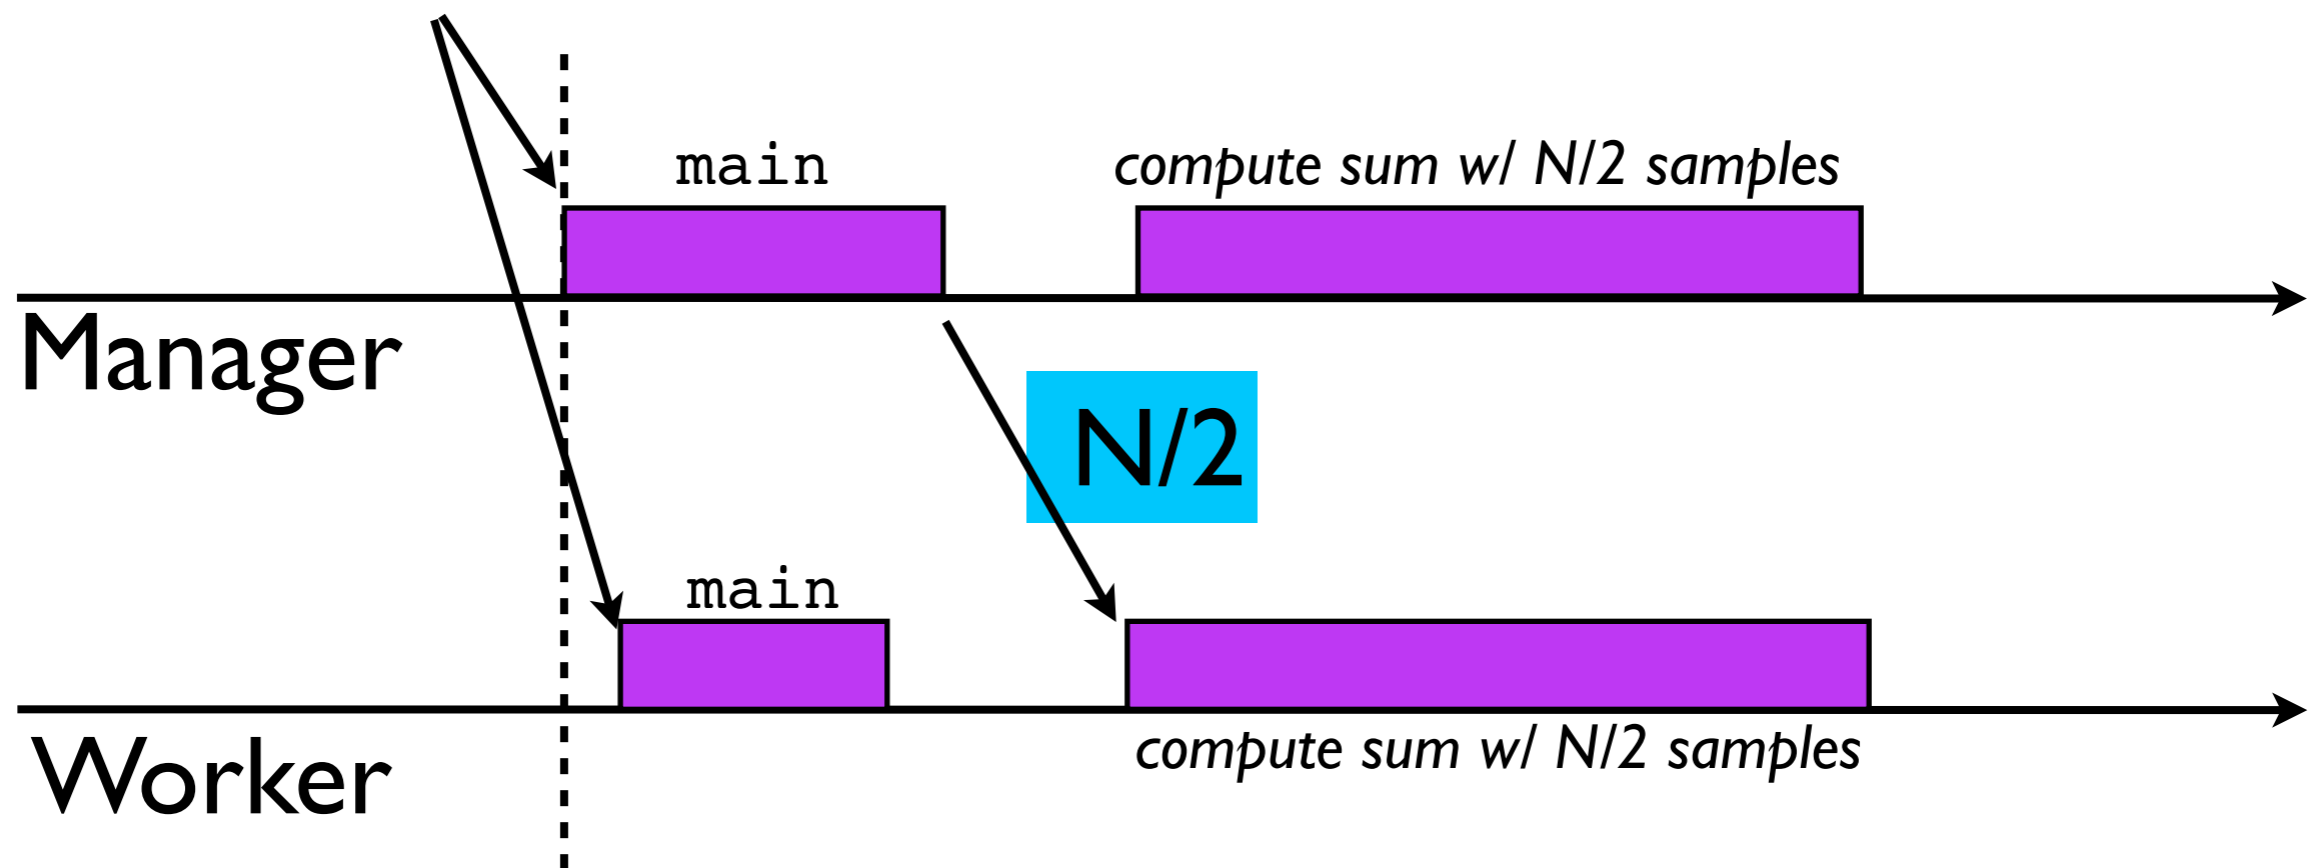 main
compute sum w/ N/2 samples
Manager
N/2
main
compute sum w/ N/2 samples
Worker